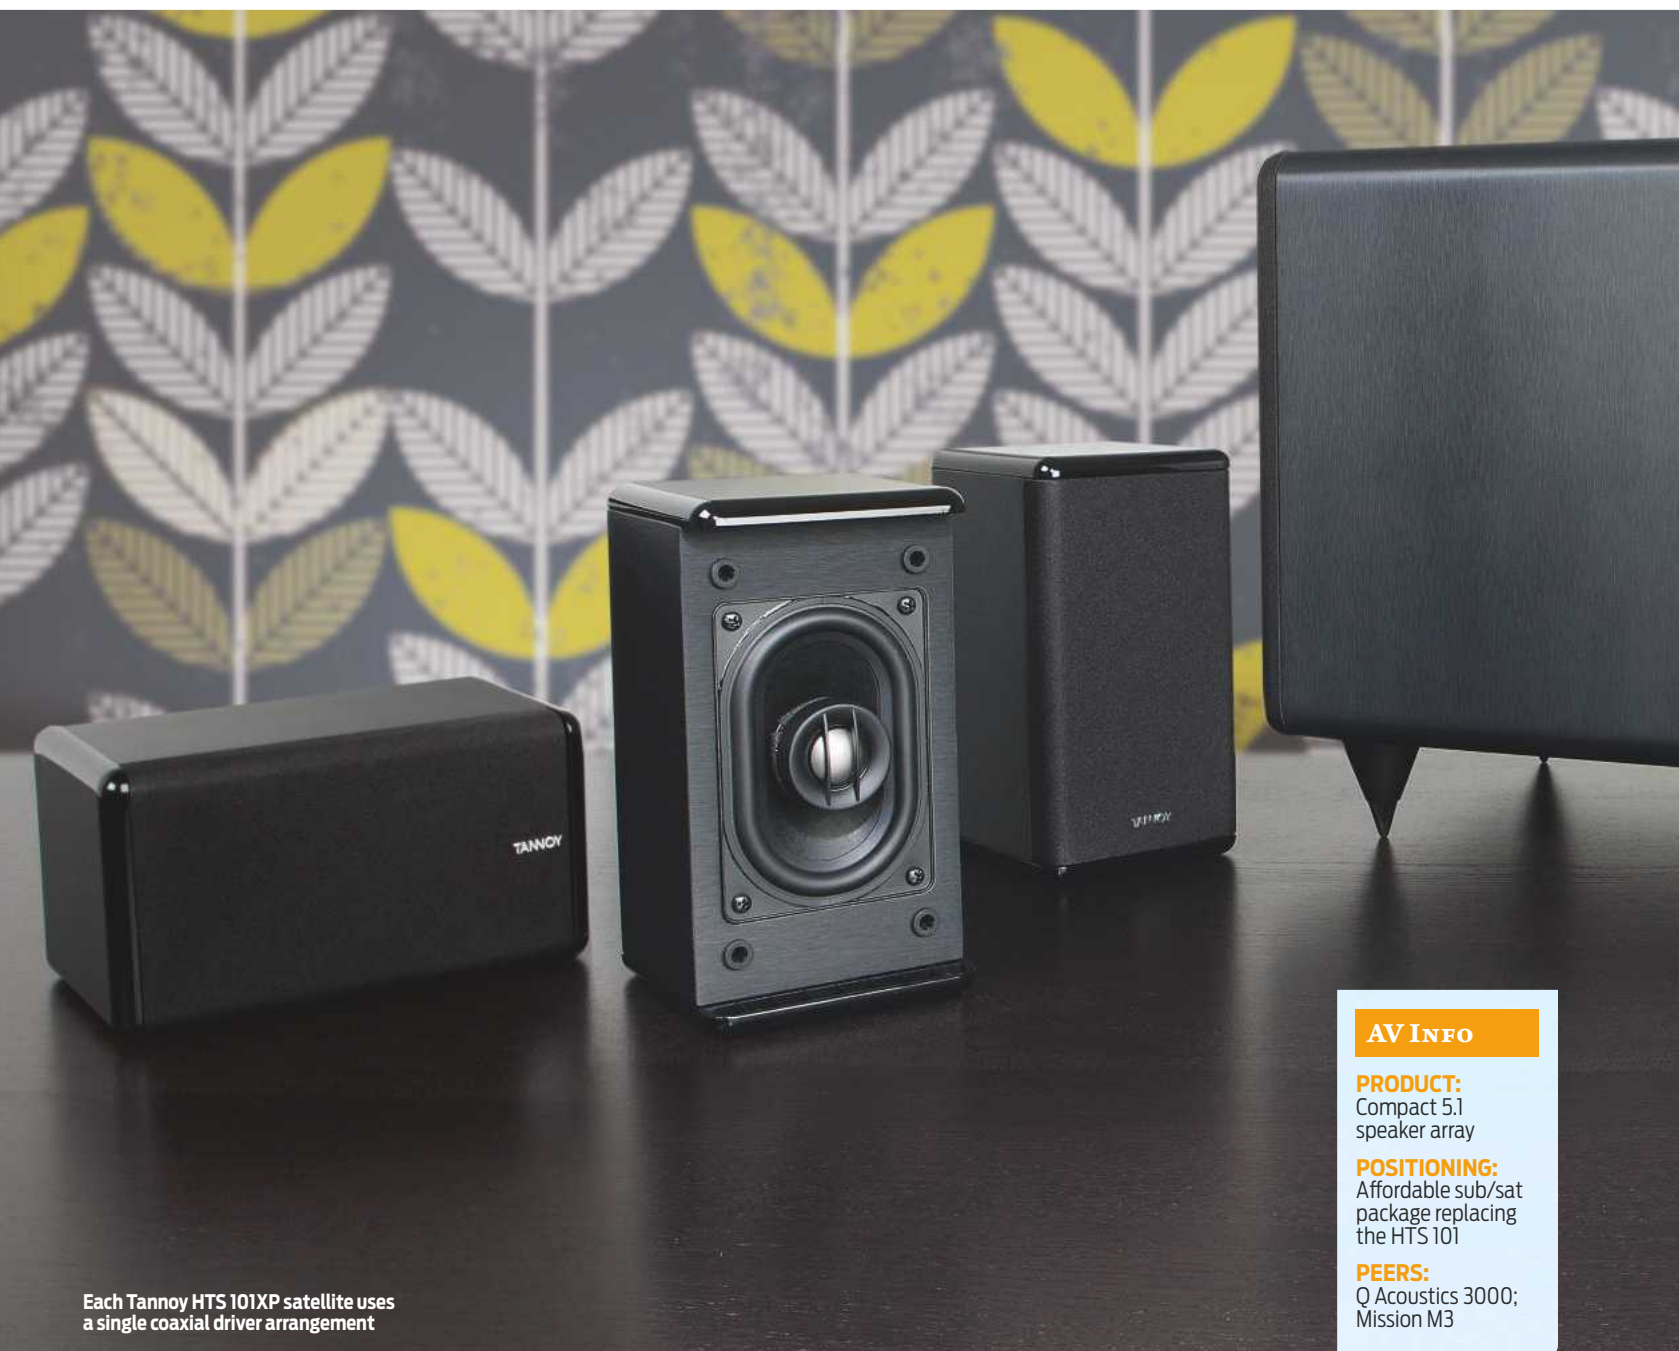 TANNOY
TANNOY
AV INFO
PRODUCT:
Compact 5.1
speaker array
POSITIONING:
Affordable sub/sat
package replacing
the HTS 101
PEERS:
Q Acoustics 3000;
Mission M3
Each Tannoy HTS 101XP satellite uses
a single coaxial driver arrangement